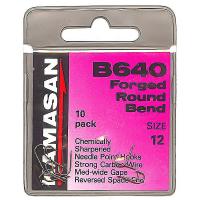 KAMASAN
B640
Forged
Round
Bend
10
pack
SIZE
12
Chemically
Sharpened
Needle Point Hooks
Strong Carbon Wire
Med-wide Gape
Reversed Spade End